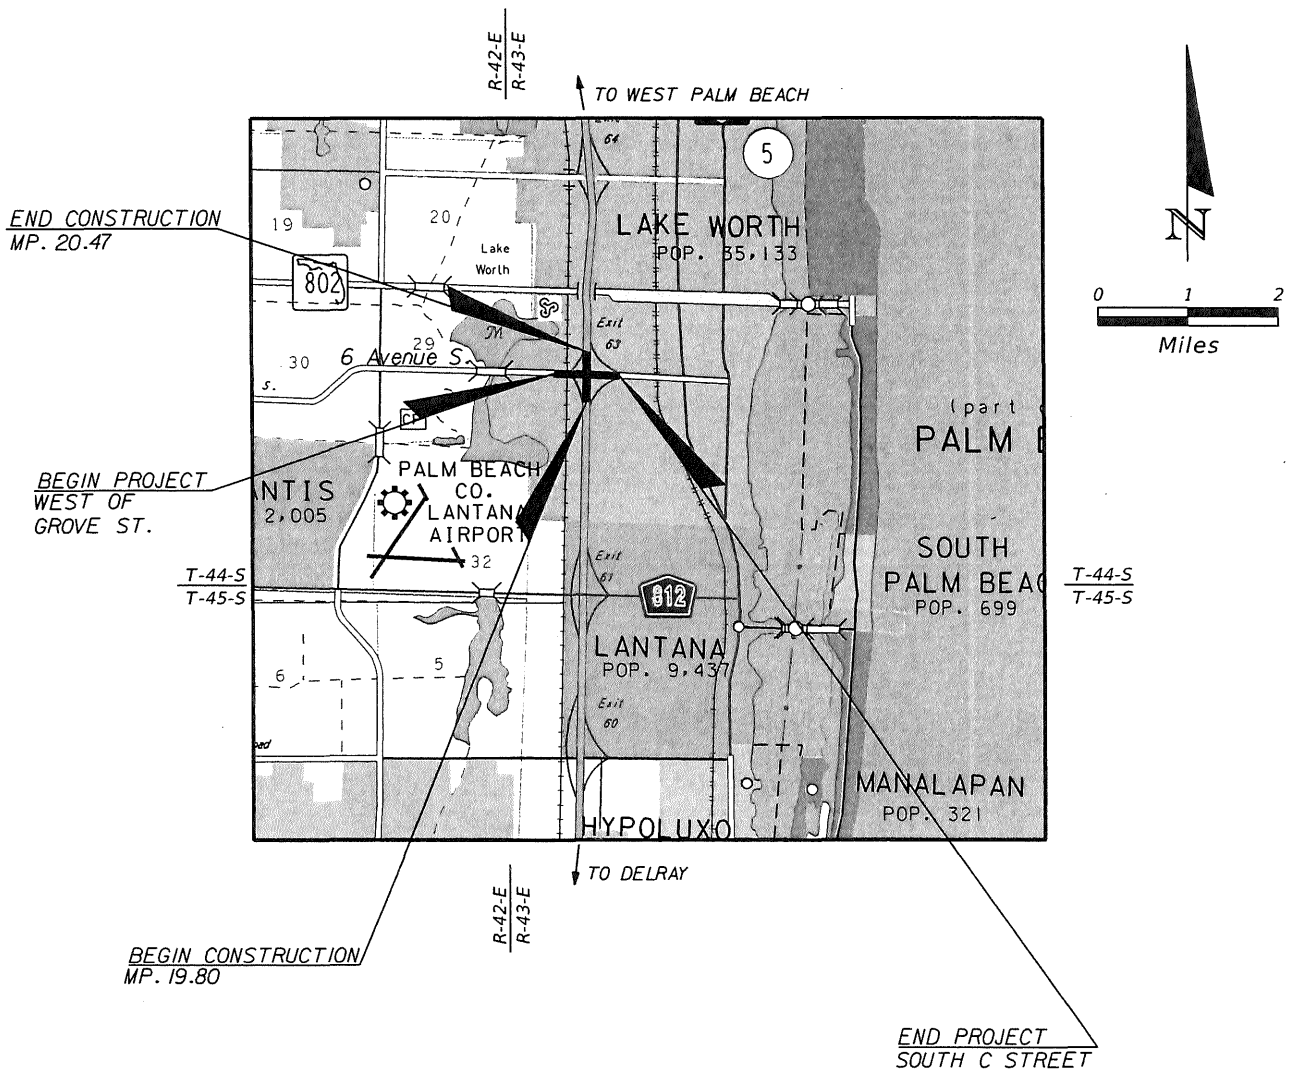 R-42-E
R-43-E
TO WEST PALM BEACH
64
5
END CONSTRUCTION
MP. 20.47
19
20
LAKE WORTH
POP. 35,133
N
Lake
Worth
802
0 1 2
Miles
Exit
63
29
30
6 Avenue S.
S.
(part
PALM
BEGIN PROJECT
WEST OF
GROVE ST.
PALM BEACH
CO.
LANTANA
AIRPORT
NTIS
2,005
32
Exit
61
SOUTH
PALM BEAC
POP. 699
T-44-S
T-45-S
T-44-S
T-45-S
812
LANTANA
POP. 9,437
5
6
Exit
60
oad
MANALAPAN
POP. 321
HYPOLUXO
TO DELRAY
R-42-E
R-43-E
BEGIN CONSTRUCTION
MP. 19.80
END PROJECT
SOUTH C STREET